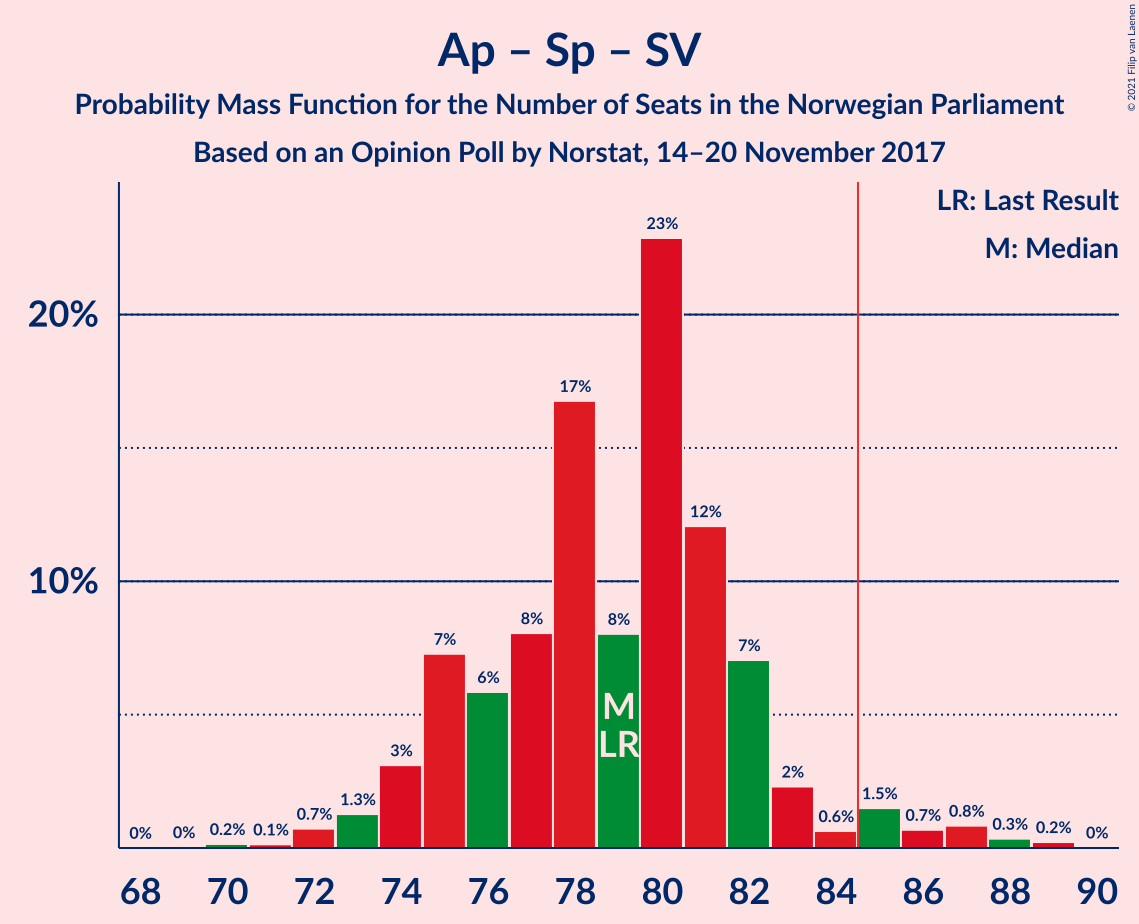 Ap – Sp – SV
Probability Mass Function for the Number of Seats in the Norwegian Parliament
Based on an Opinion Poll by Norstat, 14–20 November 2017
© 2021 Filip van Laenen
LR: Last Result
M: Median
20%
10%
0%
0%
0.2%
0.1%
0.7%
1.3%
3%
7%
6%
8%
17%
8%
23%
12%
7%
2%
0.6%
1.5%
0.7%
0.8%
0.3%
0.2%
0%
M
LR
68 70 72 74 76 78 80 82 84 86 88 90